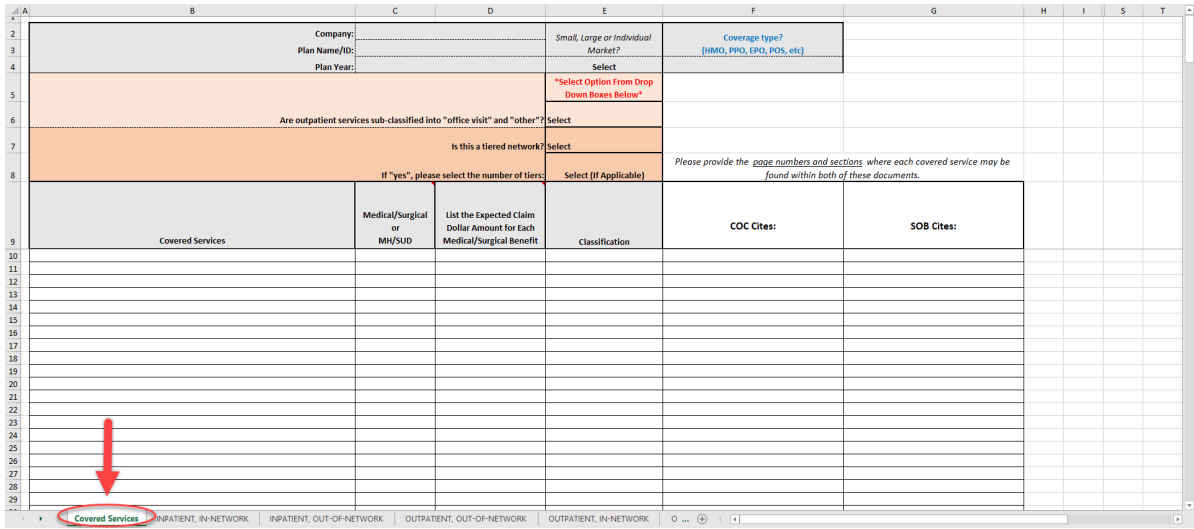 A B C D E F G H I S T
2 Company: Small, Large or Individual Coverage type?
3 Plan Name/ID: Market? (HMO, PPO, EPO, POS, etc)
4 Plan Year: Select
*Select Option From Drop
5 Down Boxes Below*
6 Are outpatient services sub-classified into "office visit" and "other"? Select
7 Is this a tiered network? Select
Please provide the page numbers and sections where each covered service may be
8 If "yes", please select the number of tiers: Select (If Applicable) found within both of these documents.
Medical/Surgical List the Expected Claim
or Dollar Amount for Each COC Cites: SOB Cites:
9 Covered Services MH/SUD Medical/Surgical Benefit Classification
10
11
12
13
14
15
16
17
18
19
20
21
22
23
24
25
26
27
28
29
Covered Services INPATIENT, IN-NETWORK INPATIENT, OUT-OF-NETWORK OUTPATIENT, OUT-OF-NETWORK OUTPATIENT, IN-NETWORK O ...